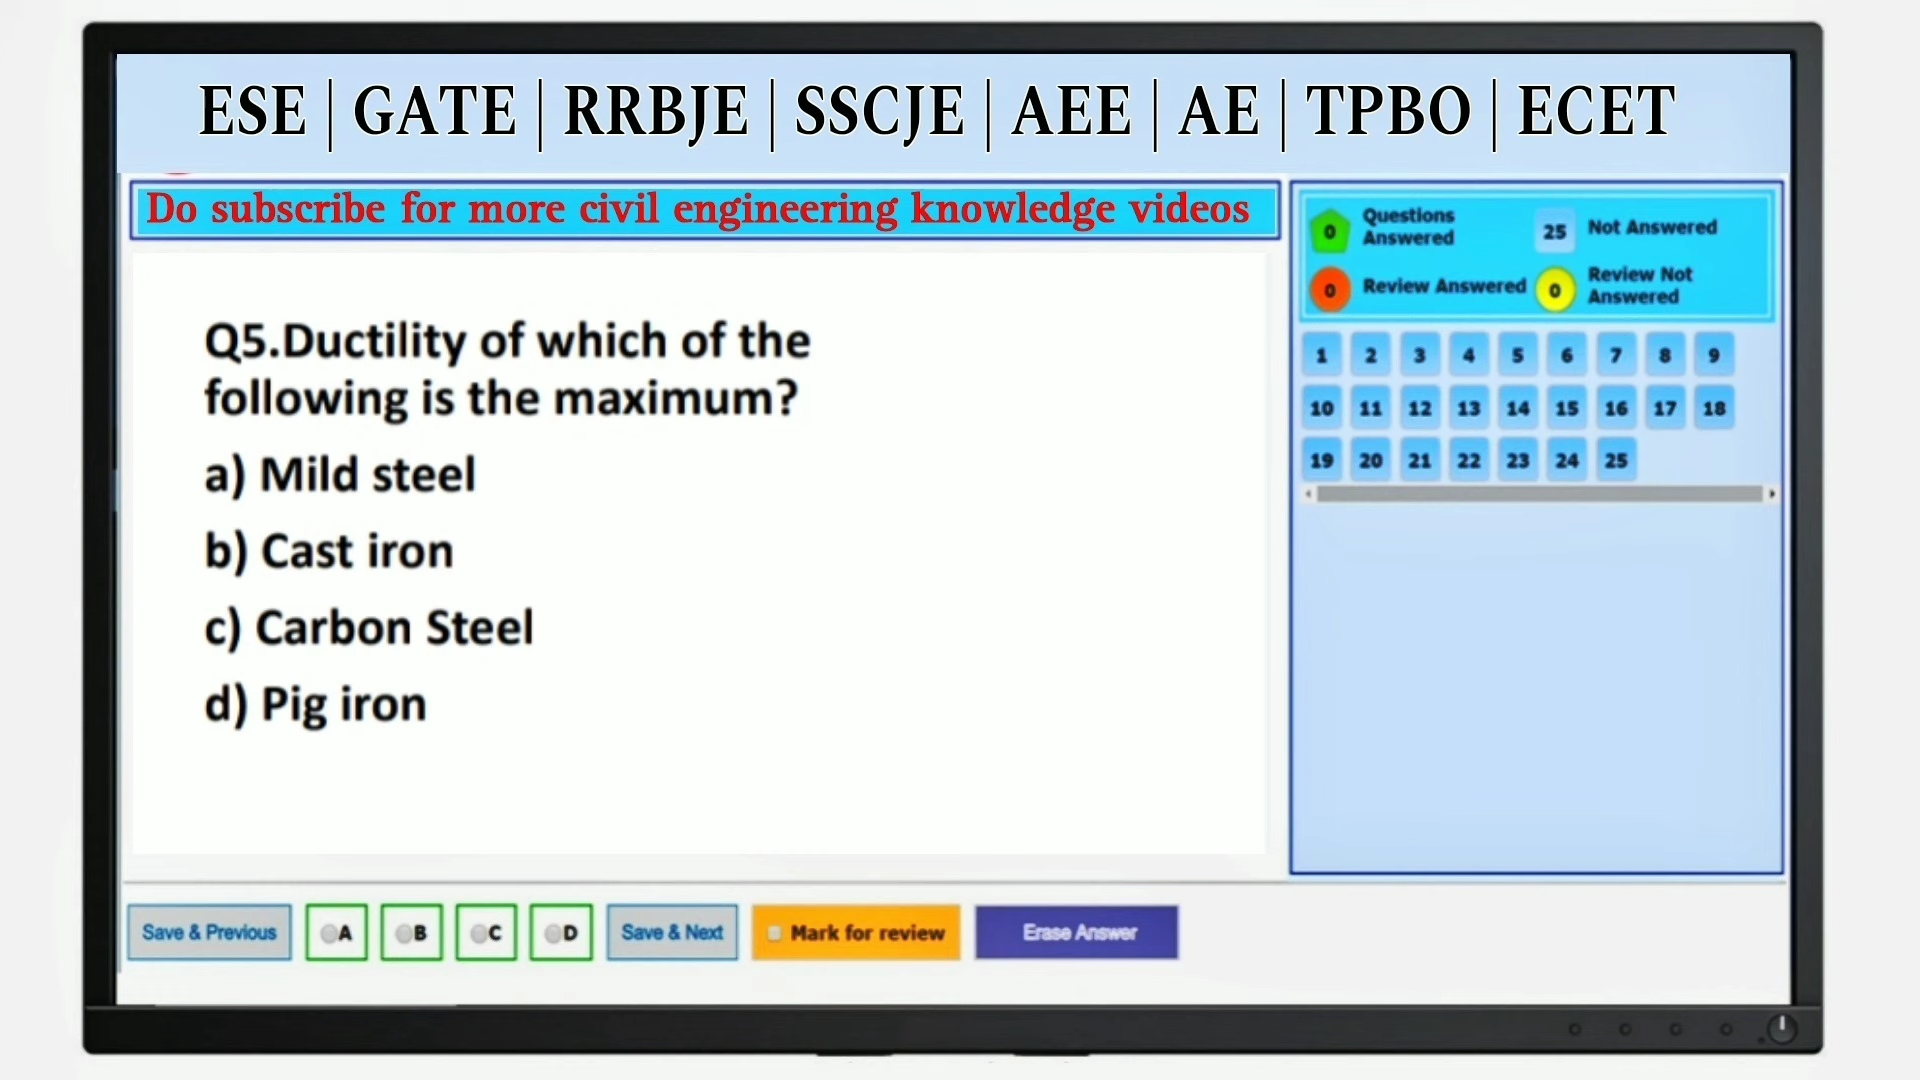 ESE | GATE | RRBJE | SSCJE | AEE | AE | TPBO | ECET
Do subscribe for more civil engineering knowledge videos
0 Questions Answered 25 Not Answered
0 Review Answered 0 Review Not Answered
1 2 3 4 5 6 7 8 9
10 11 12 13 14 15 16 17 18
19 20 21 22 23 24 25
Q5.Ductility of which of the
following is the maximum?
a) Mild steel
b) Cast iron
c) Carbon Steel
d) Pig iron
Save & Previous A B C D Save & Next Mark for review Erase Answer